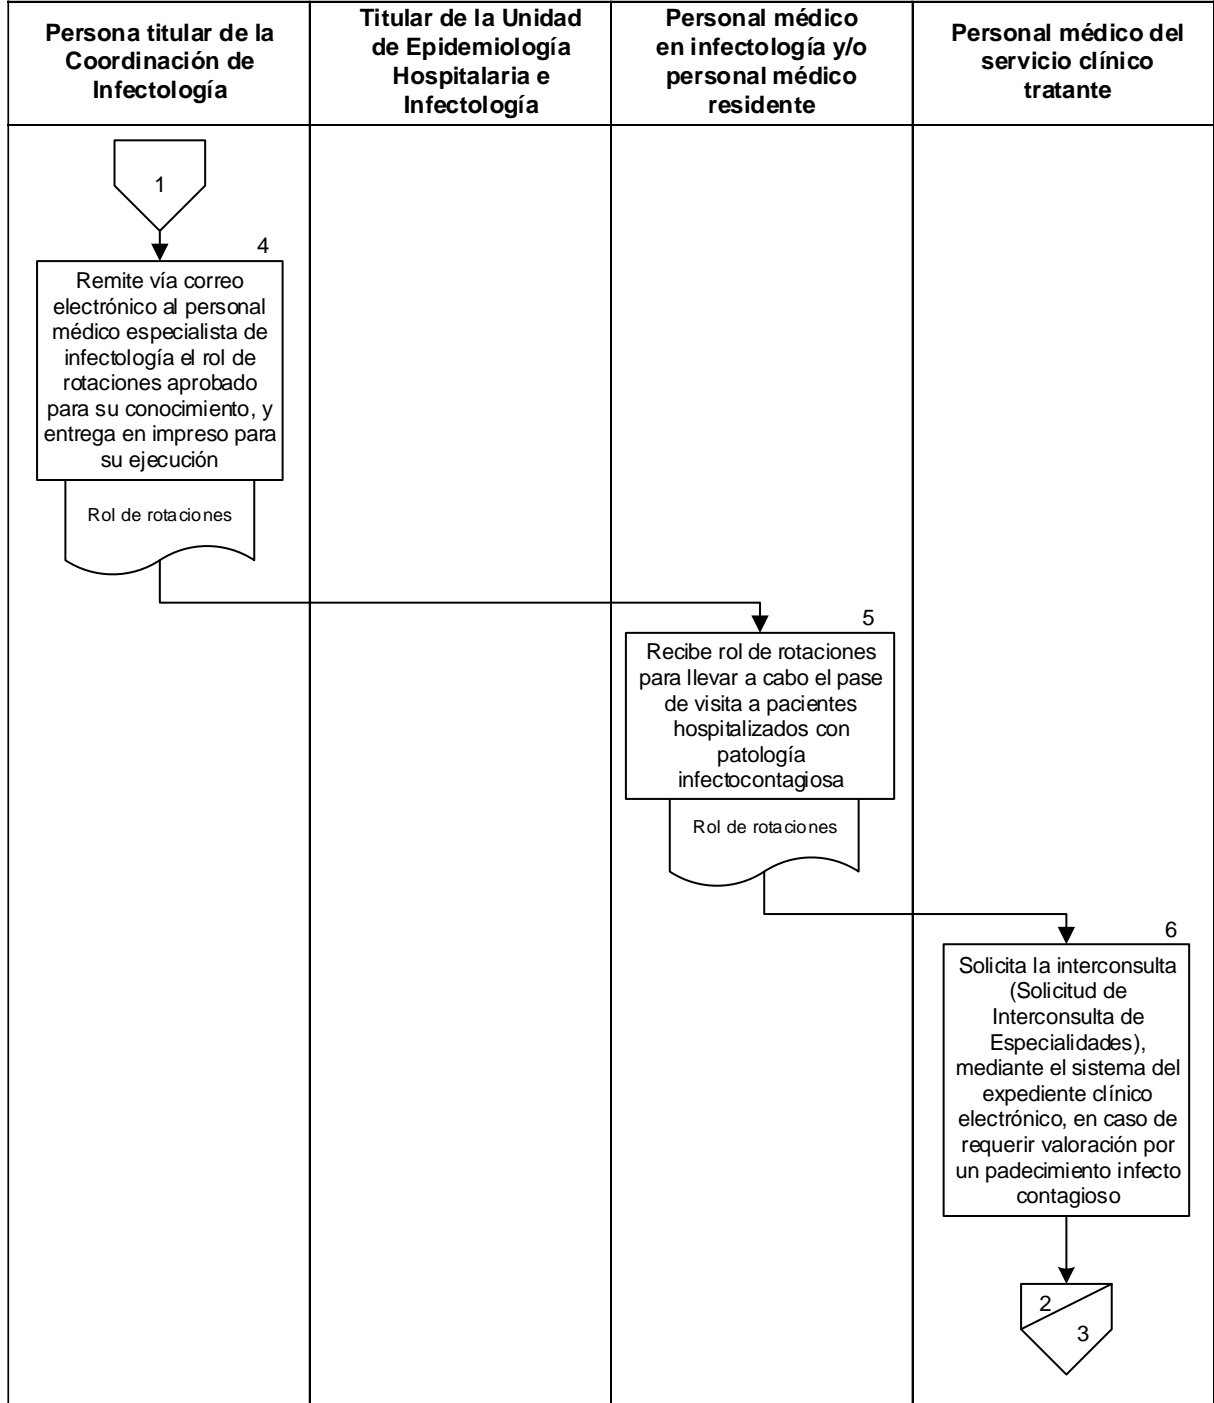 Persona titular de la
Coordinación de
Infectología
Titular de la Unidad
de Epidemiología
Hospitalaria e
Infectología
Personal médico
en infectología y/o
personal médico
residente
Personal médico del
servicio clínico
tratante
1
4
Remite vía correo
electrónico al personal
médico especialista de
infectología el rol de
rotaciones aprobado
para su conocimiento, y
entrega en impreso para
su ejecución
Rol de rotaciones
5
Recibe rol de rotaciones
para llevar a cabo el pase
de visita a pacientes
hospitalizados con
patología
infectocontagiosa
Rol de rotaciones
6
Solicita la interconsulta
(Solicitud de
Interconsulta de
Especialidades),
mediante el sistema del
expediente clínico
electrónico, en caso de
requerir valoración por
un padecimiento infecto
contagioso
2
3